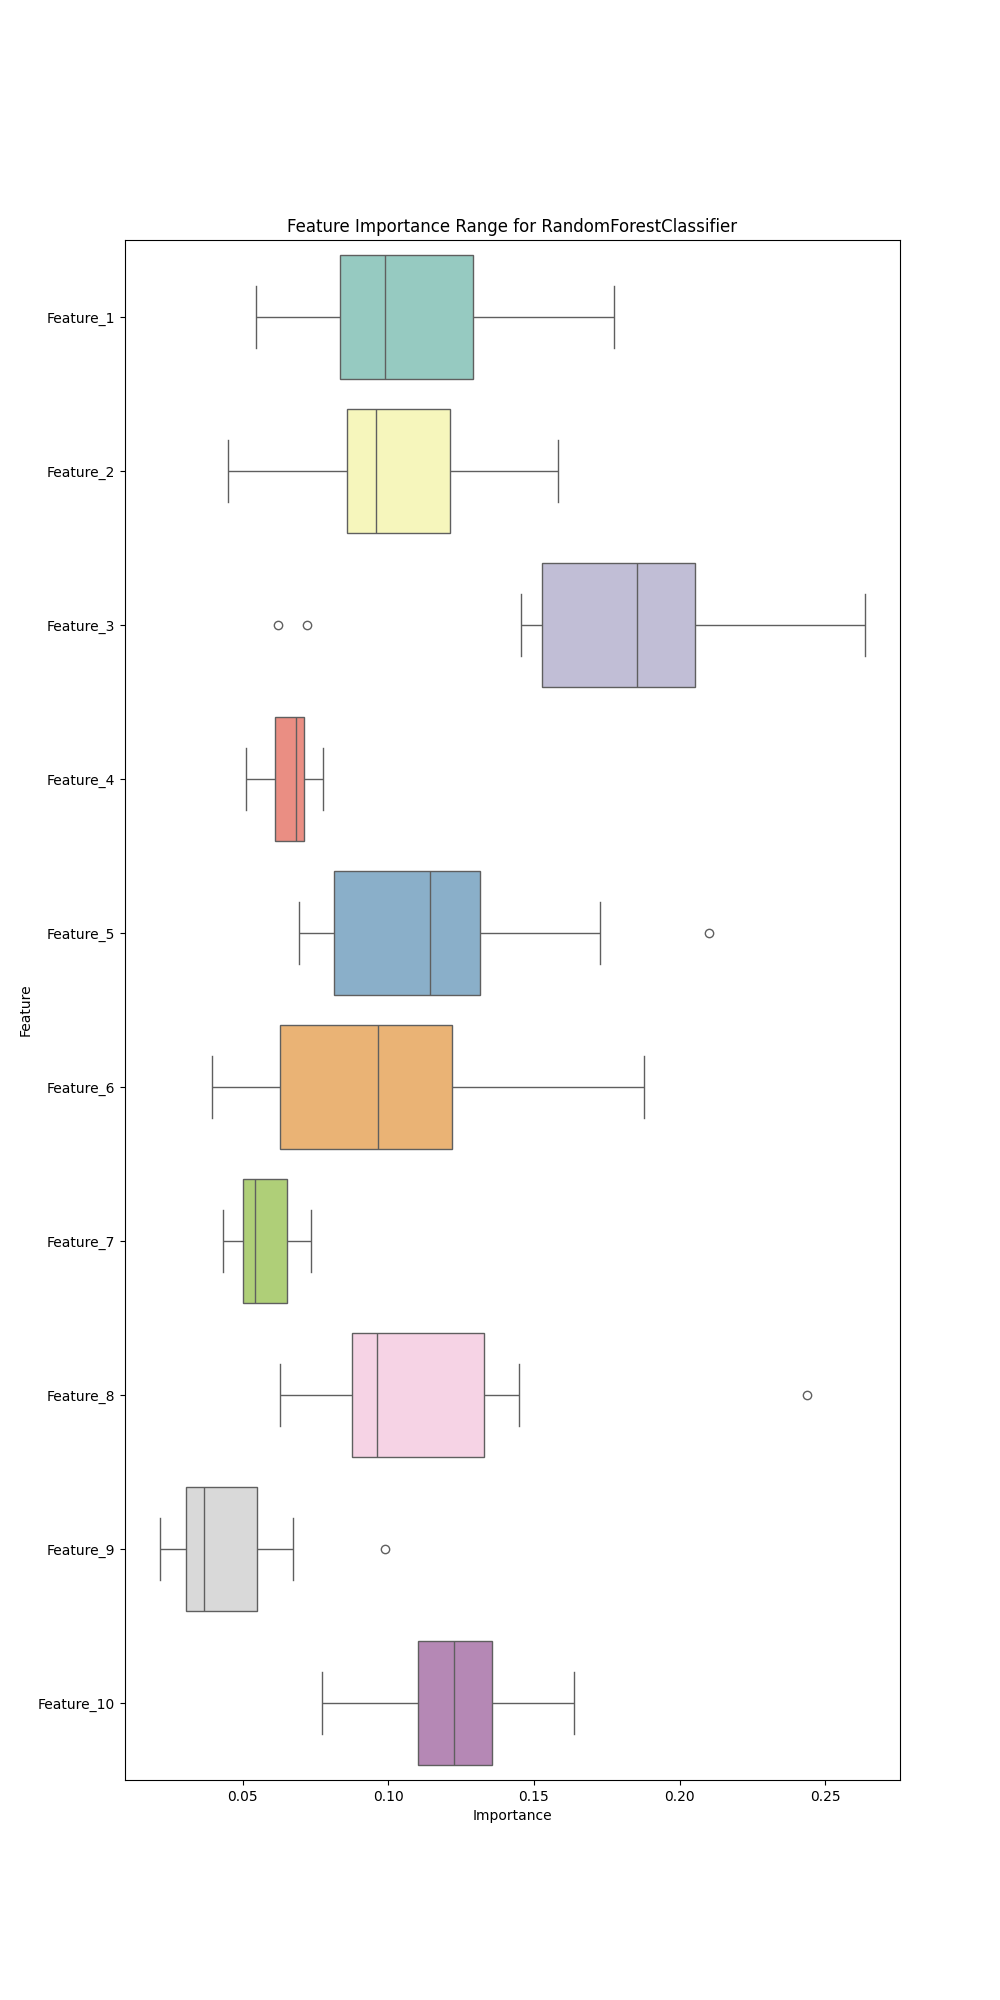 Feature Importance Range for RandomForestClassifier
Feature_1
Feature_2
Feature_3
Feature_4
Feature_5
Feature_6
Feature_7
Feature_8
Feature_9
Feature_10
Feature
0.05 0.10 0.15 0.20 0.25
Importance